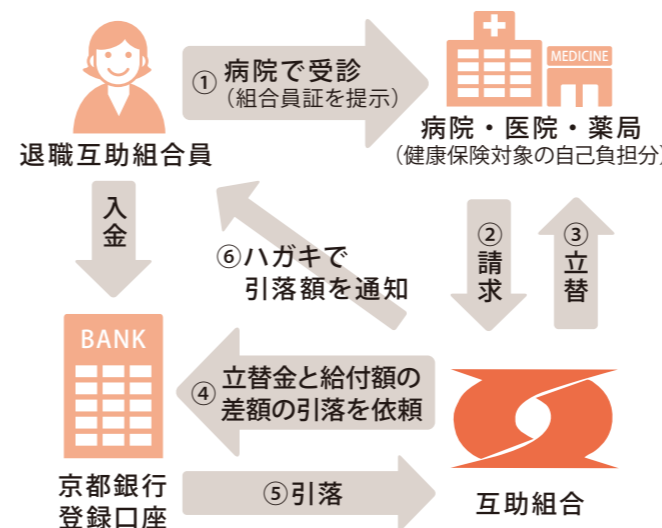 ① 病院で受診
（組合員証を提示）
MEDICINE
退職互助組合員
病院・医院・薬局
（健康保険対象の自己負担分）
入金
②請求
③立替
⑥ハガキで
引落額を通知
BANK
④ 立替金と給付額の
差額の引落を依頼
京都銀行
登録口座
⑤引落
互助組合